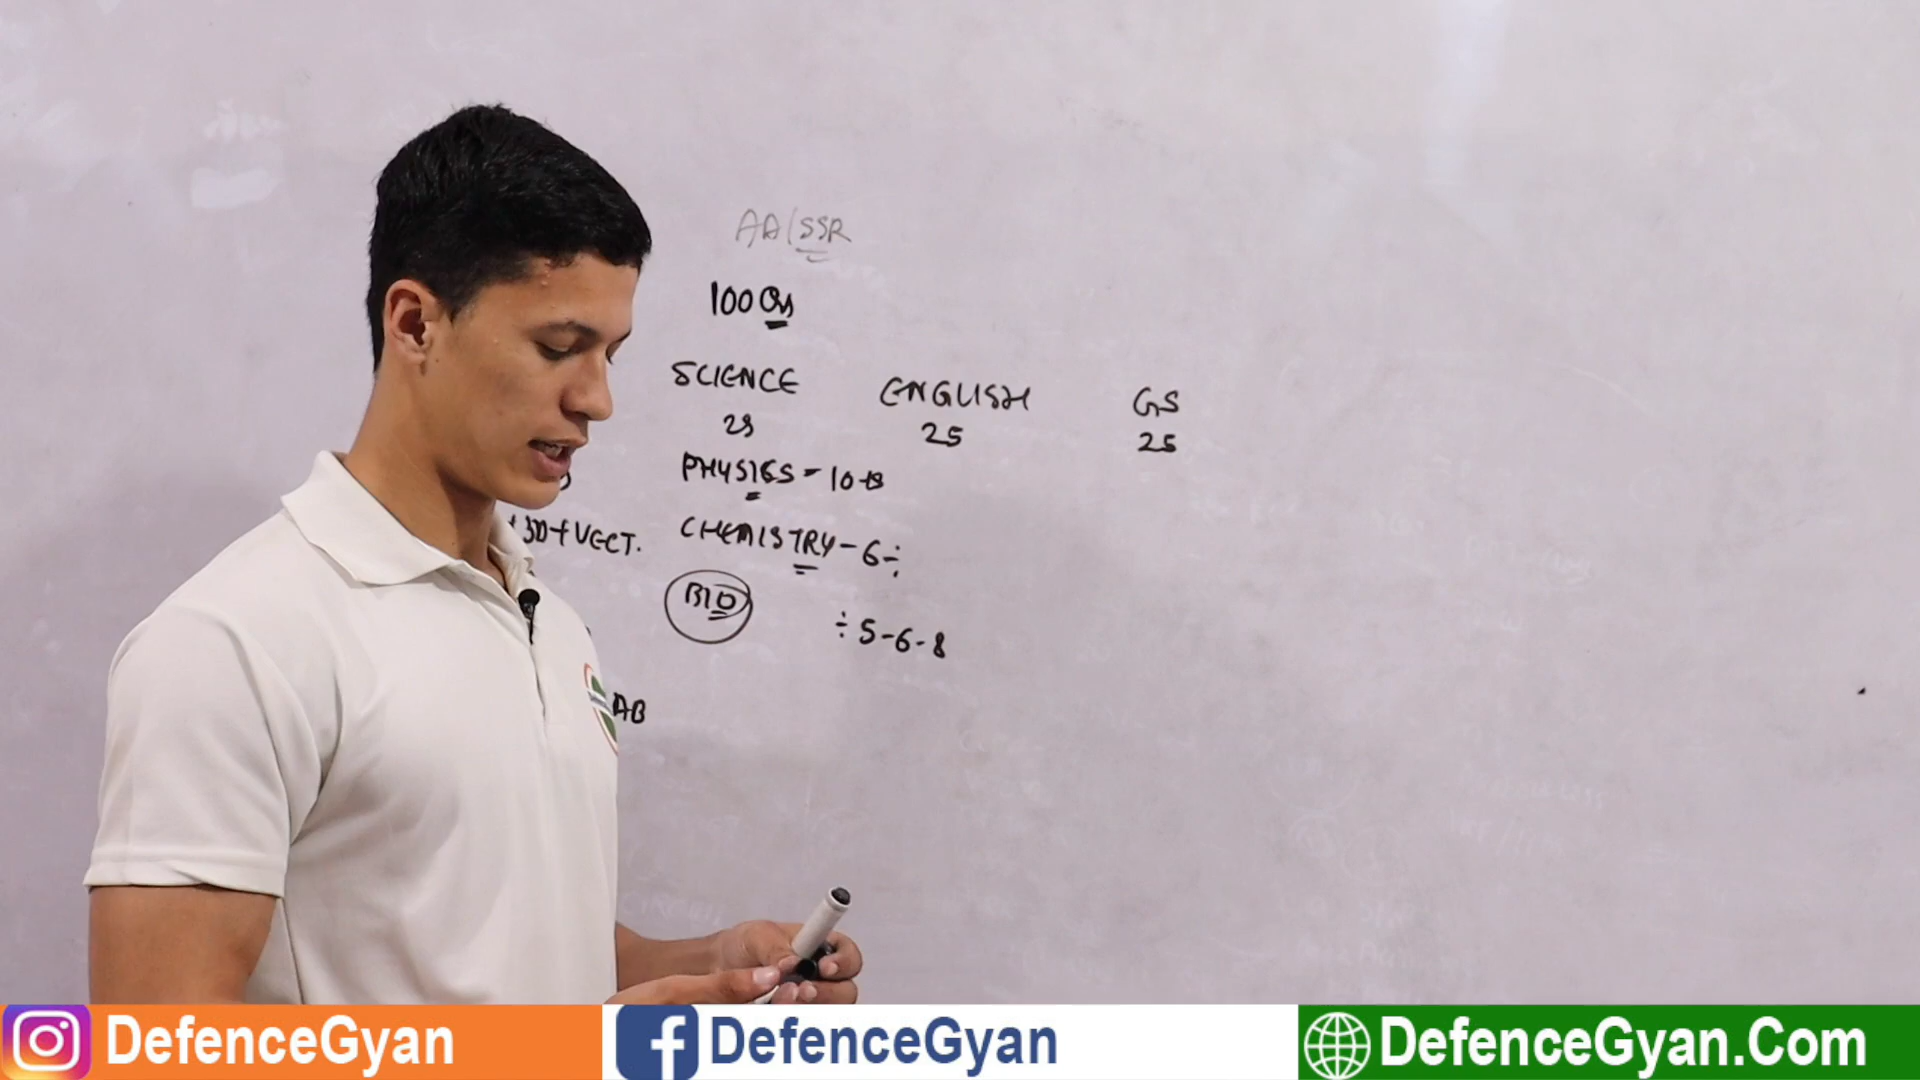 AA/SSR
100 Qs
SCIENCE ENGLISH GS
25 25 25
PHYSICS - 10-
3D + VECT. CHEMISTRY - 6 ÷
BIO ÷ 5-6-8
AB
DefenceGyan DefenceGyan DefenceGyan.Com